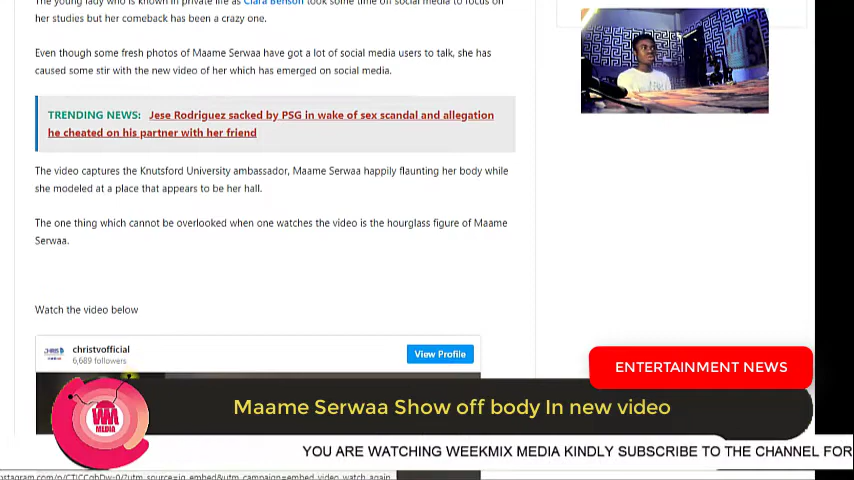 The young lady who is known in private life as Clara Benson took some time off social media to focus on
her studies but her comeback has been a crazy one.
Even though some fresh photos of Maame Serwaa have got a lot of social media users to talk, she has
caused some stir with the new video of her which has emerged on social media.
TRENDING NEWS: Jese Rodriguez sacked by PSG in wake of sex scandal and allegation
he cheated on his partner with her friend
The video captures the Knutsford University ambassador, Maame Serwaa happily flaunting her body while
she modeled at a place that appears to be her hall.
The one thing which cannot be overlooked when one watches the video is the hourglass figure of Maame
Serwaa.
Watch the video below
christvofficial
6,689 followers
View Profile
ENTERTAINMENT NEWS
Maame Serwaa Show off body In new video
WM
MEDIA
YOU ARE WATCHING WEEKMIX MEDIA KINDLY SUBSCRIBE TO THE CHANNEL FOR